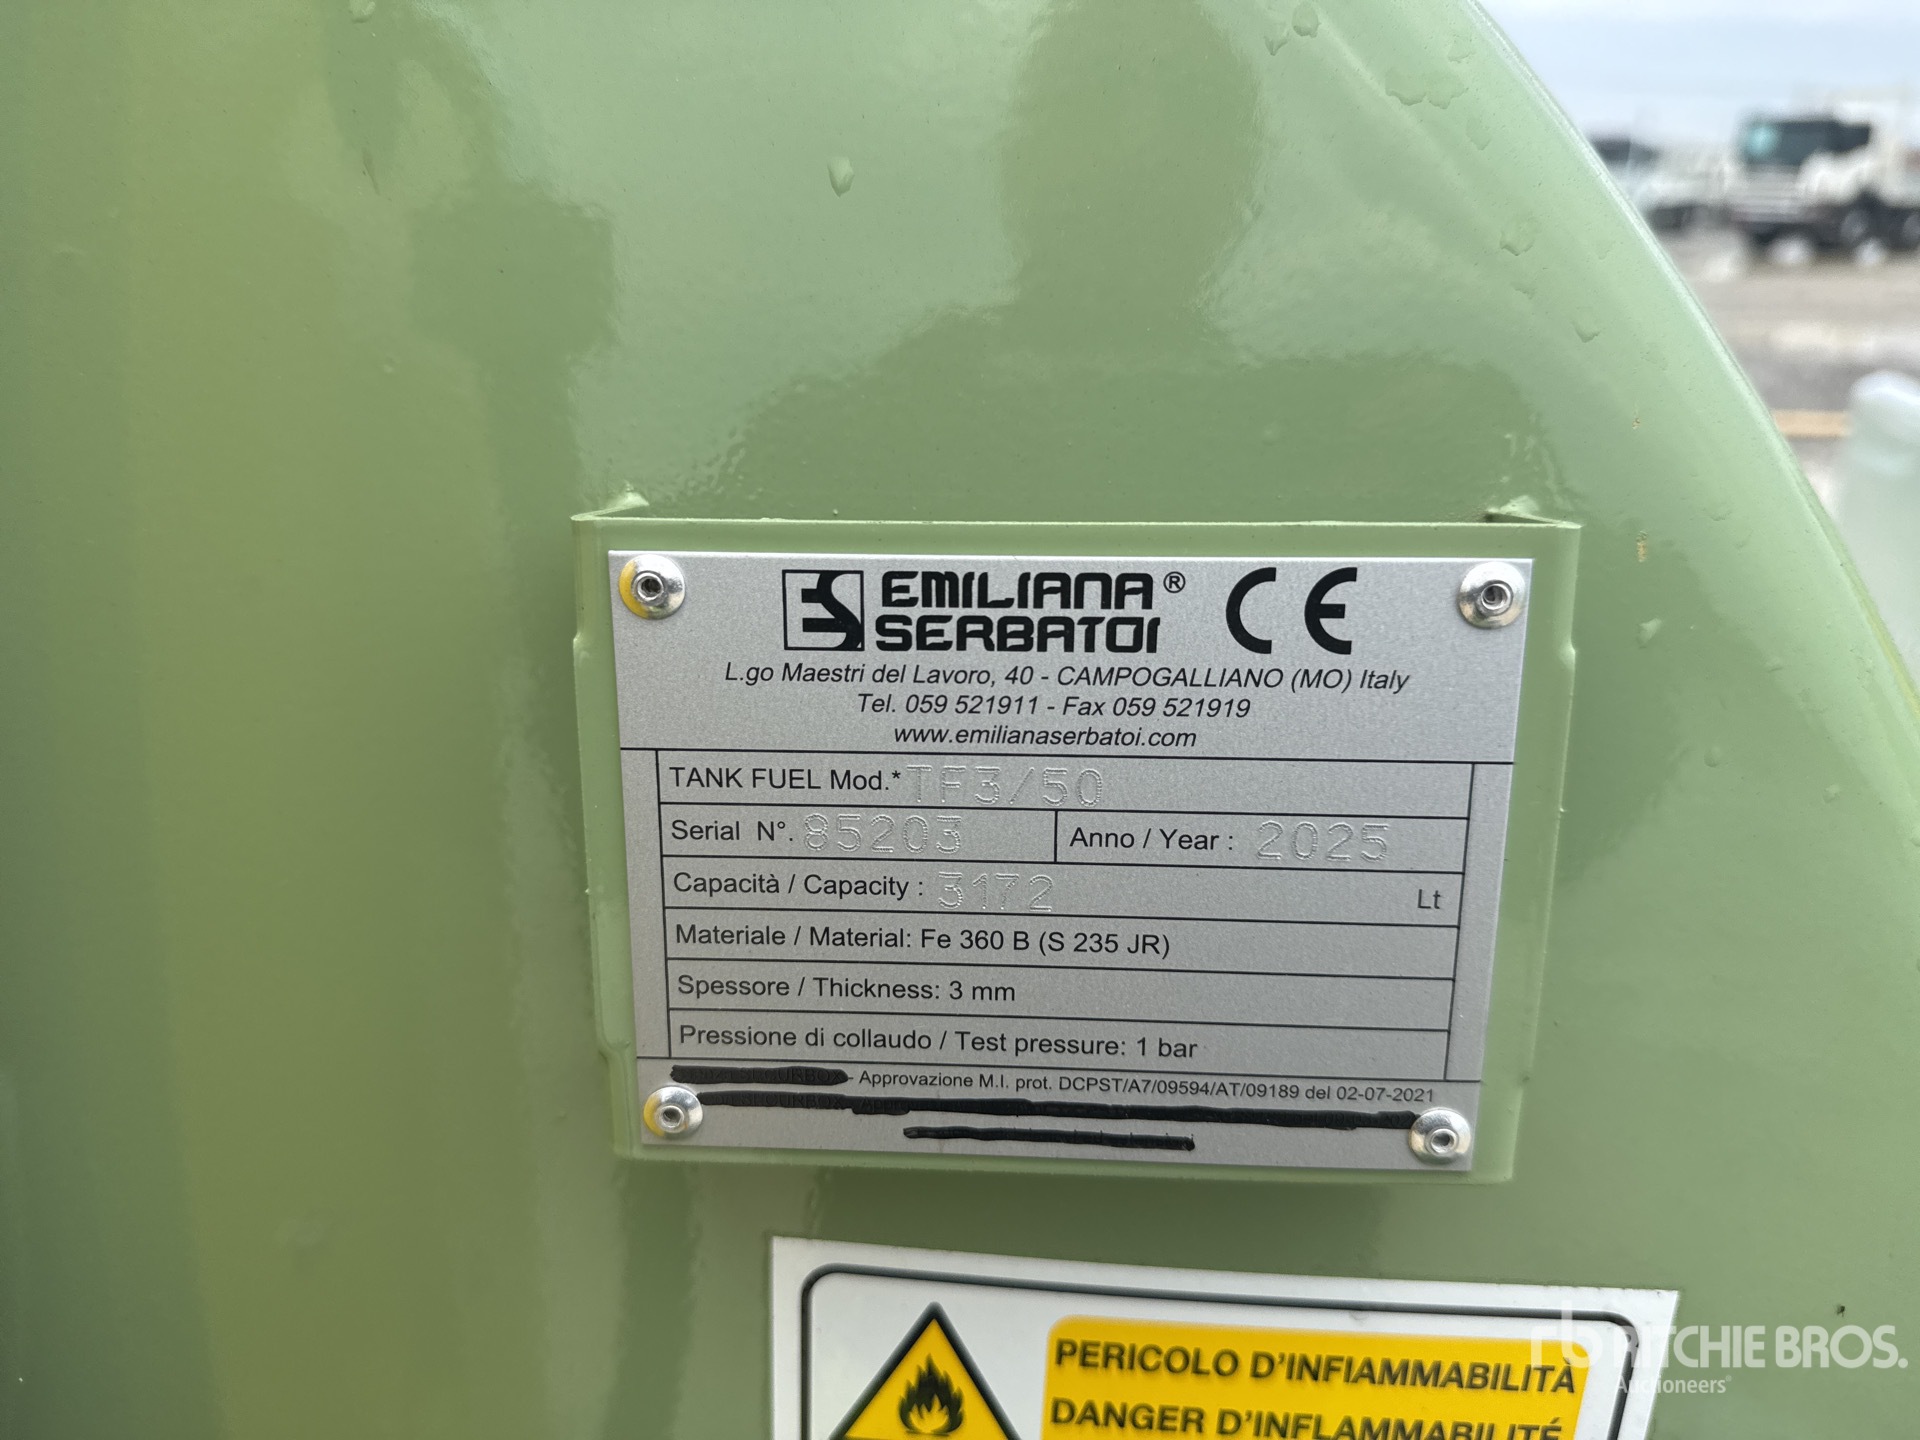 EMILIANA®
SERBATOI
CE
L.go Maestri del Lavoro, 40 - CAMPOGALLIANO (MO) Italy
Tel. 059 521911 - Fax 059 521919
www.emilianaserbatoi.com
TANK FUEL Mod.* TF3/50
Serial N°. 85203 Anno / Year : 2025
Capacità / Capacity : 3172 Lt
Materiale / Material: Fe 360 B (S 235 JR)
Spessore / Thickness: 3 mm
Pressione di collaudo / Test pressure: 1 bar
- Approvazione M.I. prot. DCPST/A7/09594/AT/09189 del 02-07-2021
PERICOLO D'INFIAMMABILITÀ
DANGER D'INFLAMMABILITÉ
rb RITCHIE BROS.
Auctioneers